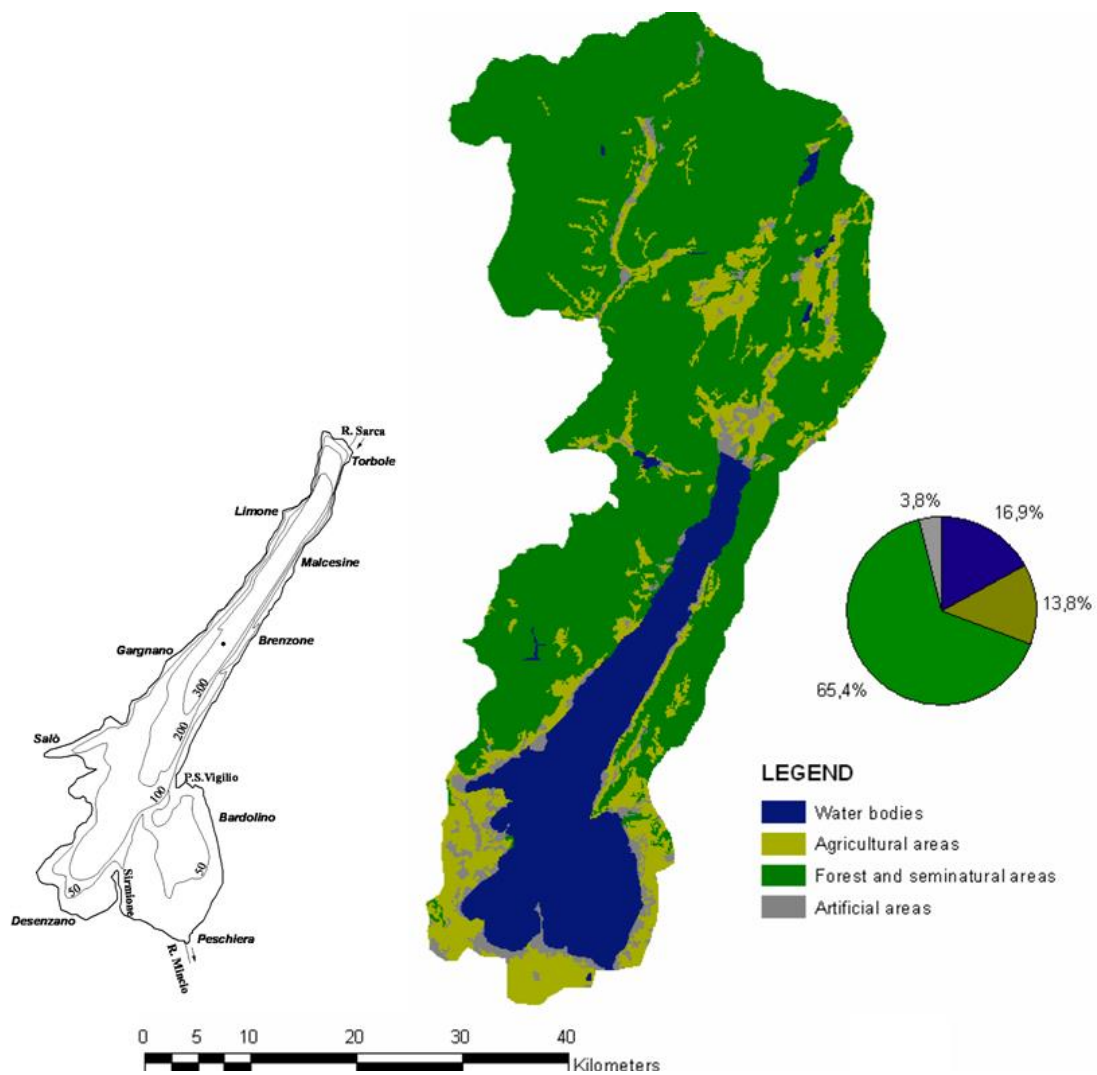 R. Sarca
Torbole
Limone
Malcesine
Gargnano
Brenzone
300
200
Salò
P.S.Vigilio
100
Bardolino
50
50
Sirmione
Desenzano
Peschiera
R. Mincio
3,8%
16,9%
13,8%
65,4%
LEGEND
Water bodies
Agricultural areas
Forest and seminatural areas
Artificial areas
0 5 10 20 30 40
Kilometers